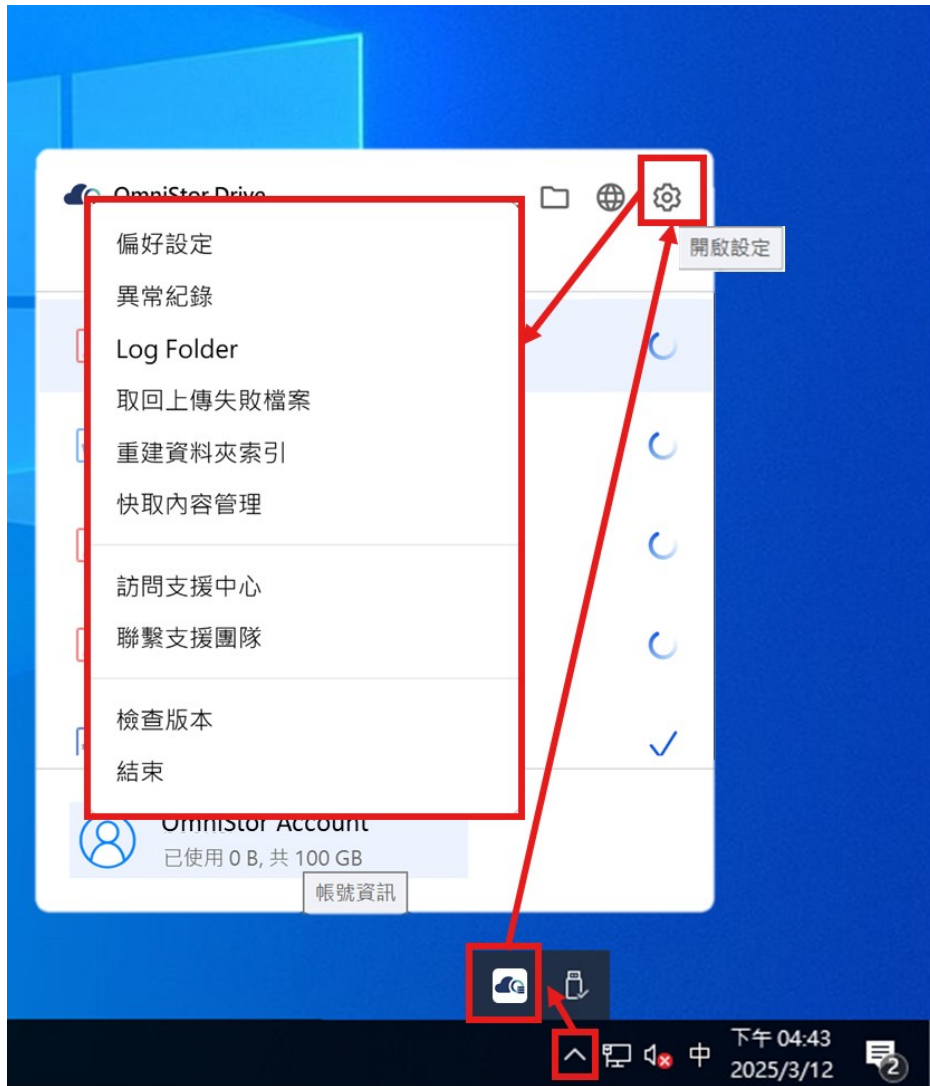 OmniStor Drive
開啟設定
偏好設定
異常紀錄
Log Folder
取回上傳失敗檔案
重建資料夾索引
快取內容管理
訪問支援中心
聯繫支援團隊
檢查版本
結束
OmniStor Account
已使用 0 B, 共 100 GB
帳號資訊
中
下午 04:43
2025/3/12
2